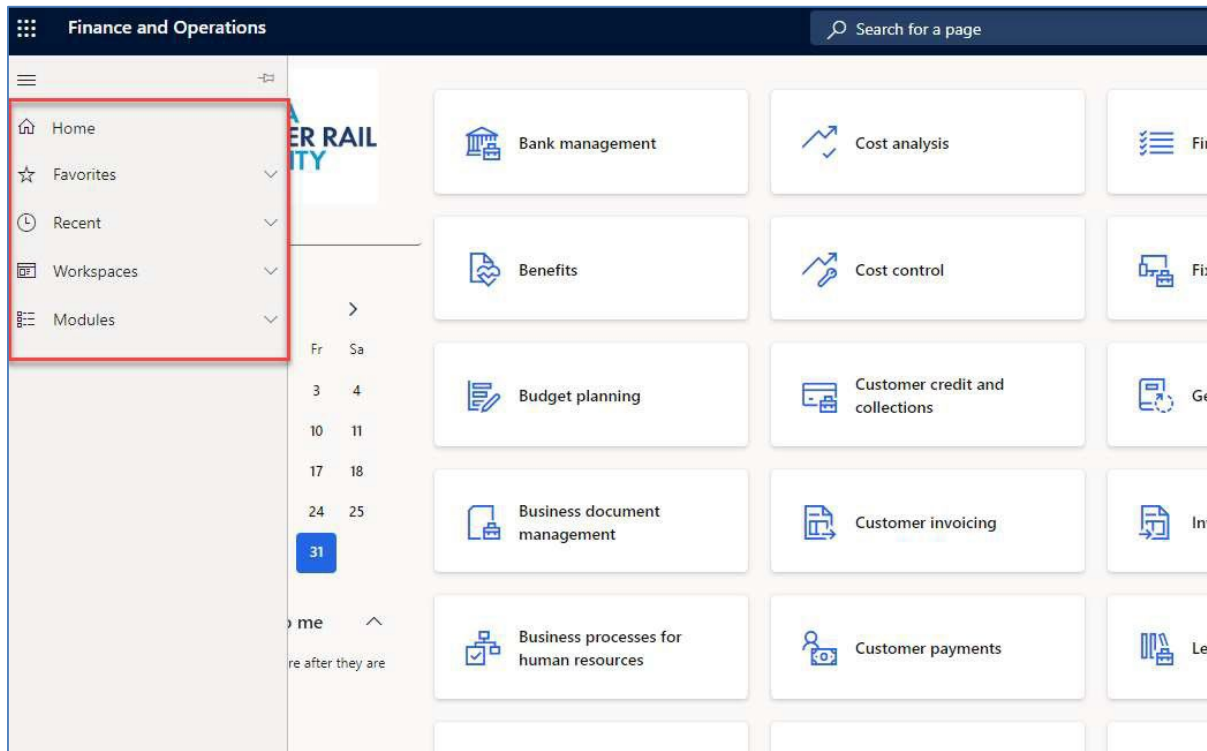 Finance and Operations
Search for a page
Home
Favorites
Recent
Workspaces
Modules
ER RAIL
ITY
Fr Sa
3 4
10 11
17 18
24 25
31
me
re after they are
Bank management
Cost analysis
Benefits
Cost control
Budget planning
Customer credit and
collections
Business document
management
Customer invoicing
Business processes for
human resources
Customer payments